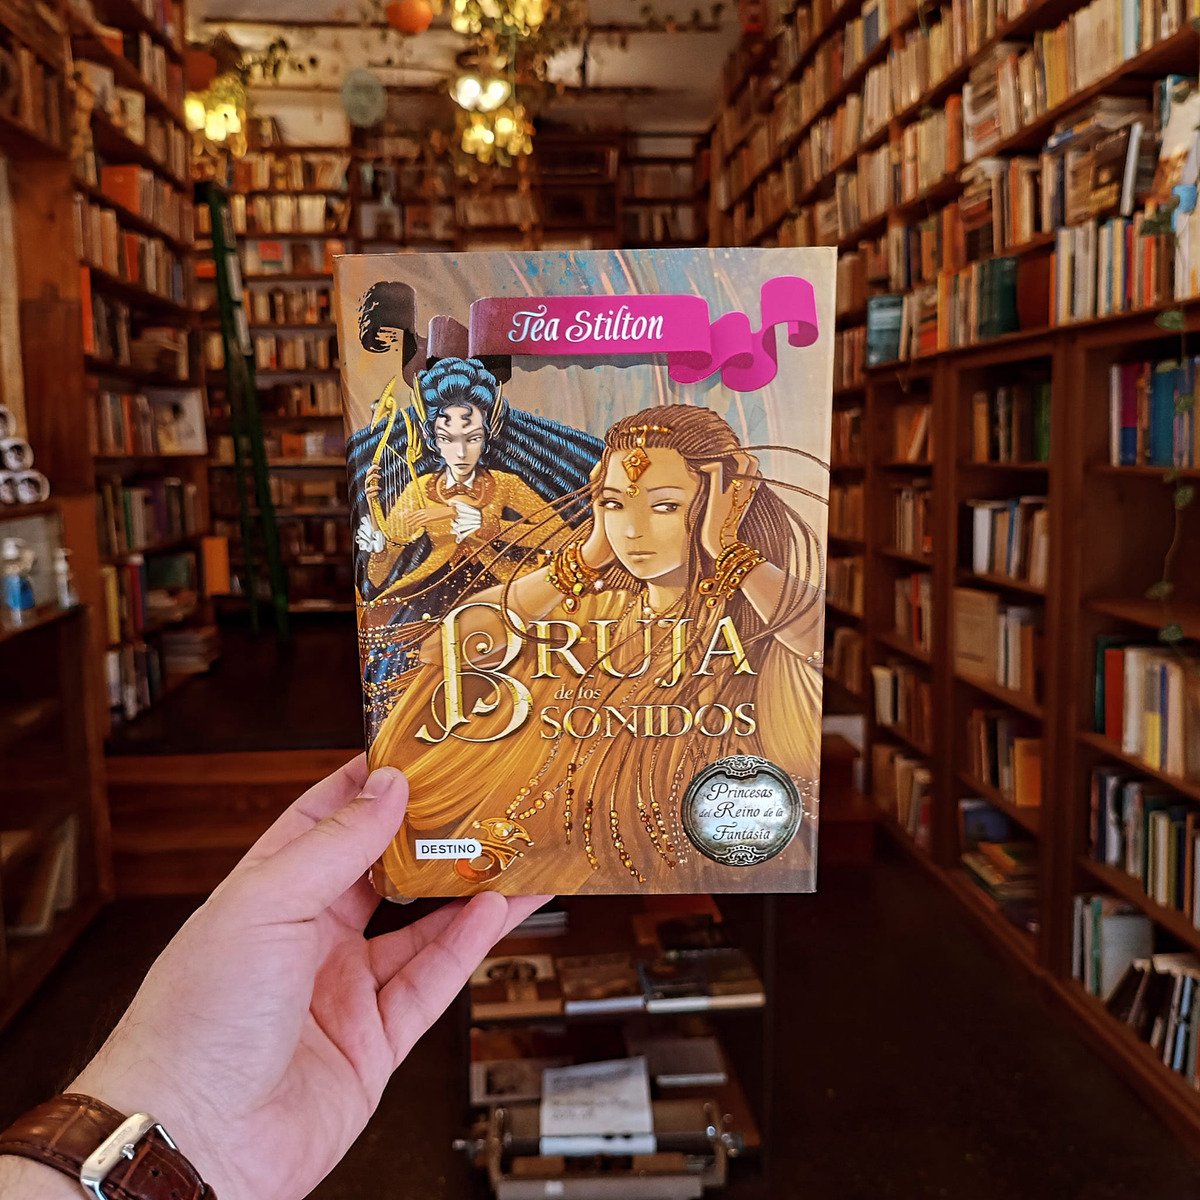 Tea Stilton
BRUJA
de los
SONIDOS
Princesas
del Reino de la
Fantasía
DESTINO